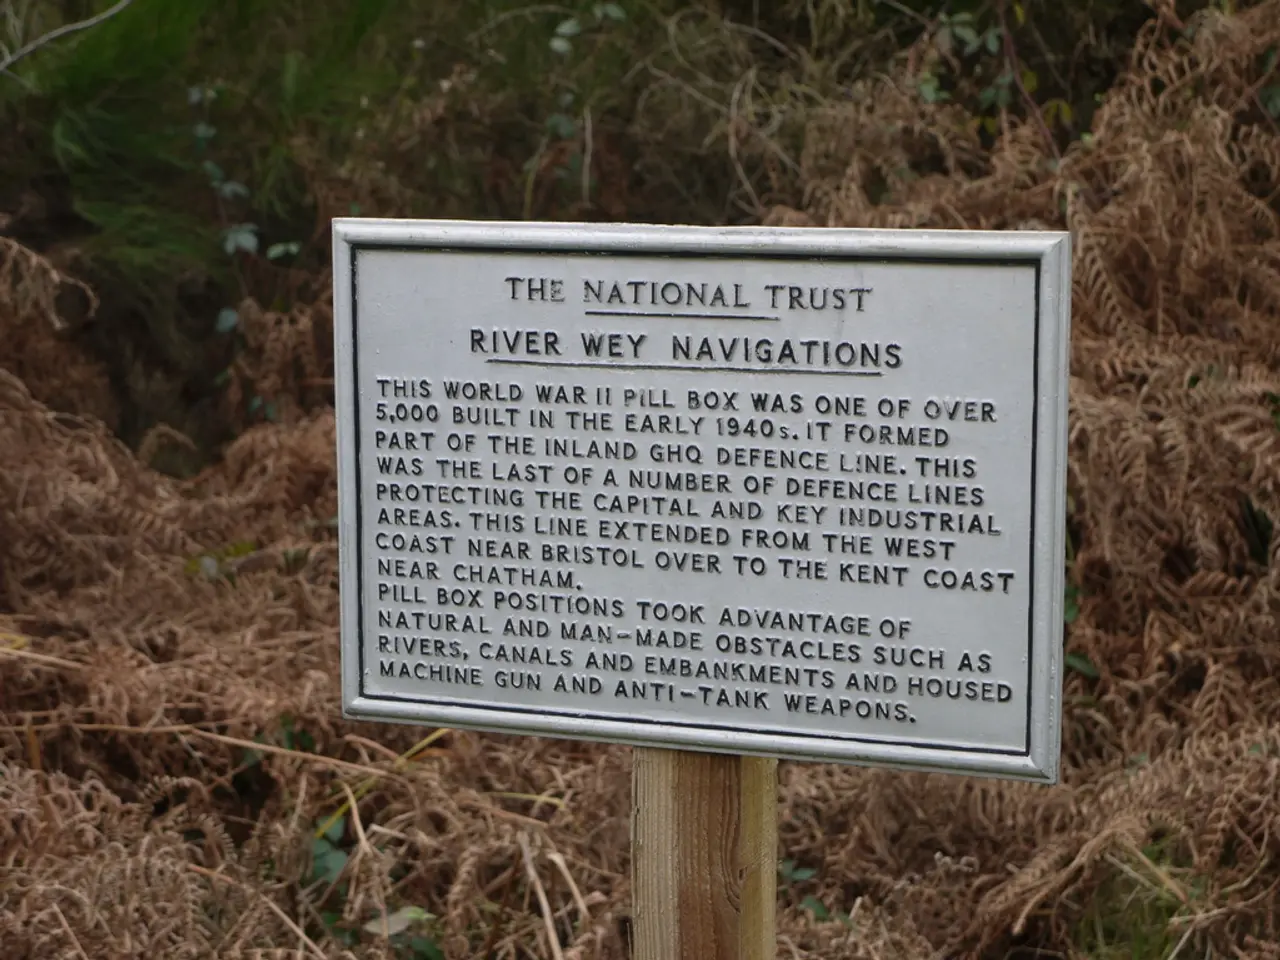 THE NATIONAL TRUST
RIVER WEY NAVIGATIONS
THIS WORLD WAR II PILL BOX WAS ONE OF OVER
5,000 BUILT IN THE EARLY 1940s. IT FORMED
PART OF THE INLAND GHQ DEFENCE LINE. THIS
WAS THE LAST OF A NUMBER OF DEFENCE LINES
PROTECTING THE CAPITAL AND KEY INDUSTRIAL
AREAS. THIS LINE EXTENDED FROM THE WEST
COAST NEAR BRISTOL OVER TO THE KENT COAST
NEAR CHATHAM.
PILL BOX POSITIONS TOOK ADVANTAGE OF
NATURAL AND MAN-MADE OBSTACLES SUCH AS
RIVERS, CANALS AND EMBANKMENTS AND HOUSED
MACHINE GUN AND ANTI-TANK WEAPONS.